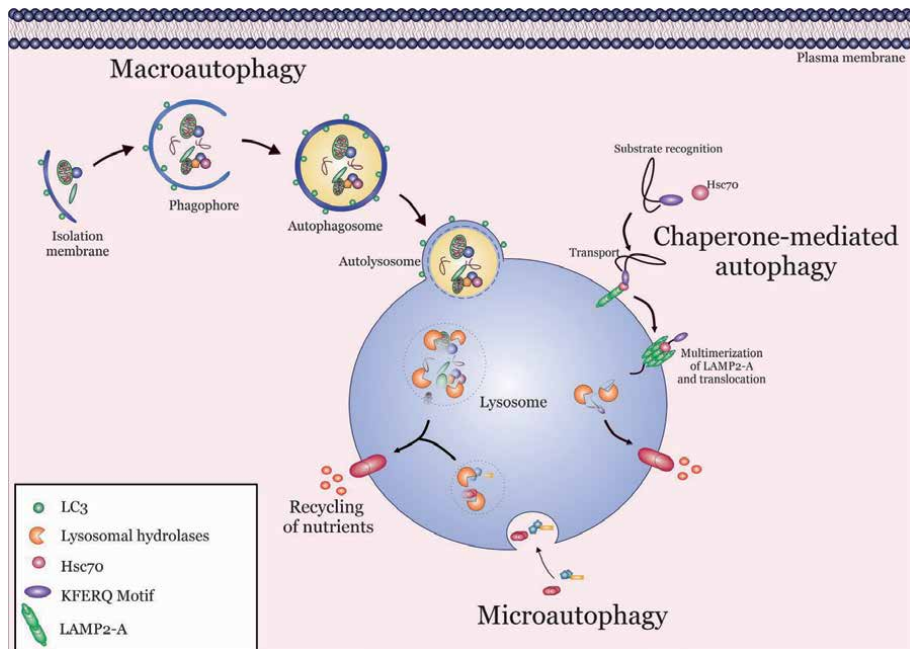 Plasma membrane
Macroautophagy
Isolation
membrane
Phagophore
Autophagosome
Autolysosome
Substrate recognition
Hsc70
Chaperone-mediated
autophagy
Transport
Multimerization
of LAMP2-A
and translocation
Lysosome
Recycling
of nutrients
Microautophagy
LC3
Lysosomal hydrolases
Hsc70
KFERQ Motif
LAMP2-A